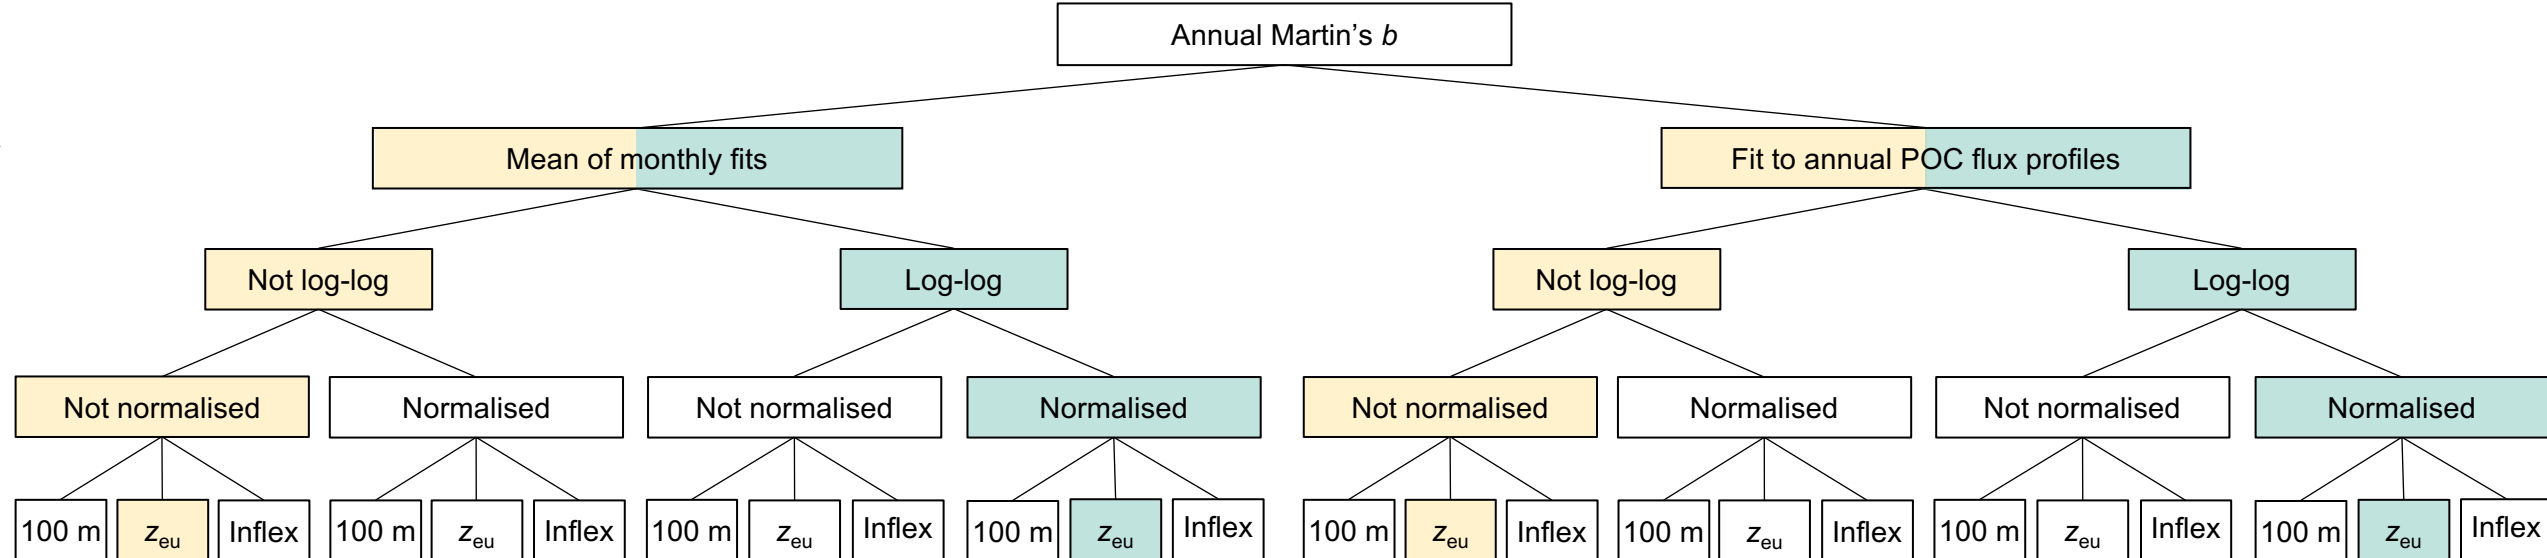 Annual Martin's b
Mean of monthly fits
Fit to annual POC flux profiles
Not log-log
Log-log
Not log-log
Log-log
Not normalised
Normalised
Not normalised
Normalised
Not normalised
Normalised
Not normalised
Normalised
100 m
zeu
Inflex
100 m
zeu
Inflex
100 m
zeu
Inflex
100 m
zeu
Inflex
100 m
zeu
Inflex
100 m
zeu
Inflex
100 m
zeu
Inflex
100 m
zeu
Inflex